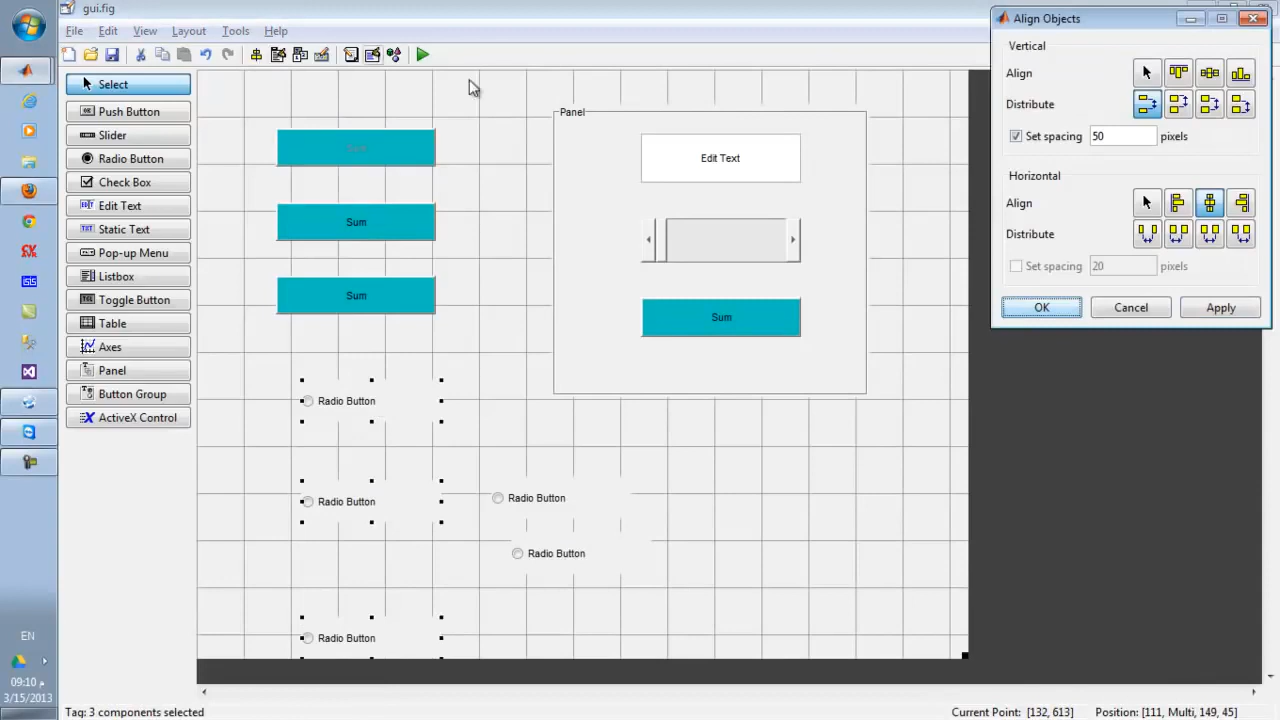 gui.fig
File Edit View Layout Tools Help
Select
Push Button
Slider
Radio Button
Check Box
Edit Text
Static Text
Pop-up Menu
Listbox
Toggle Button
Table
Axes
Panel
Button Group
ActiveX Control
Sum
Sum
Sum
Radio Button
Radio Button
Radio Button
Radio Button
Radio Button
Panel
Edit Text
Sum
Align Objects
Vertical
Align
Distribute
Set spacing 50 pixels
Horizontal
Align
Distribute
Set spacing 20 pixels
OK Cancel Apply
EN
09:10 م
3/15/2013
Tag: 3 components selected
Current Point: [132, 613] Position: [111, Multi, 149, 45]